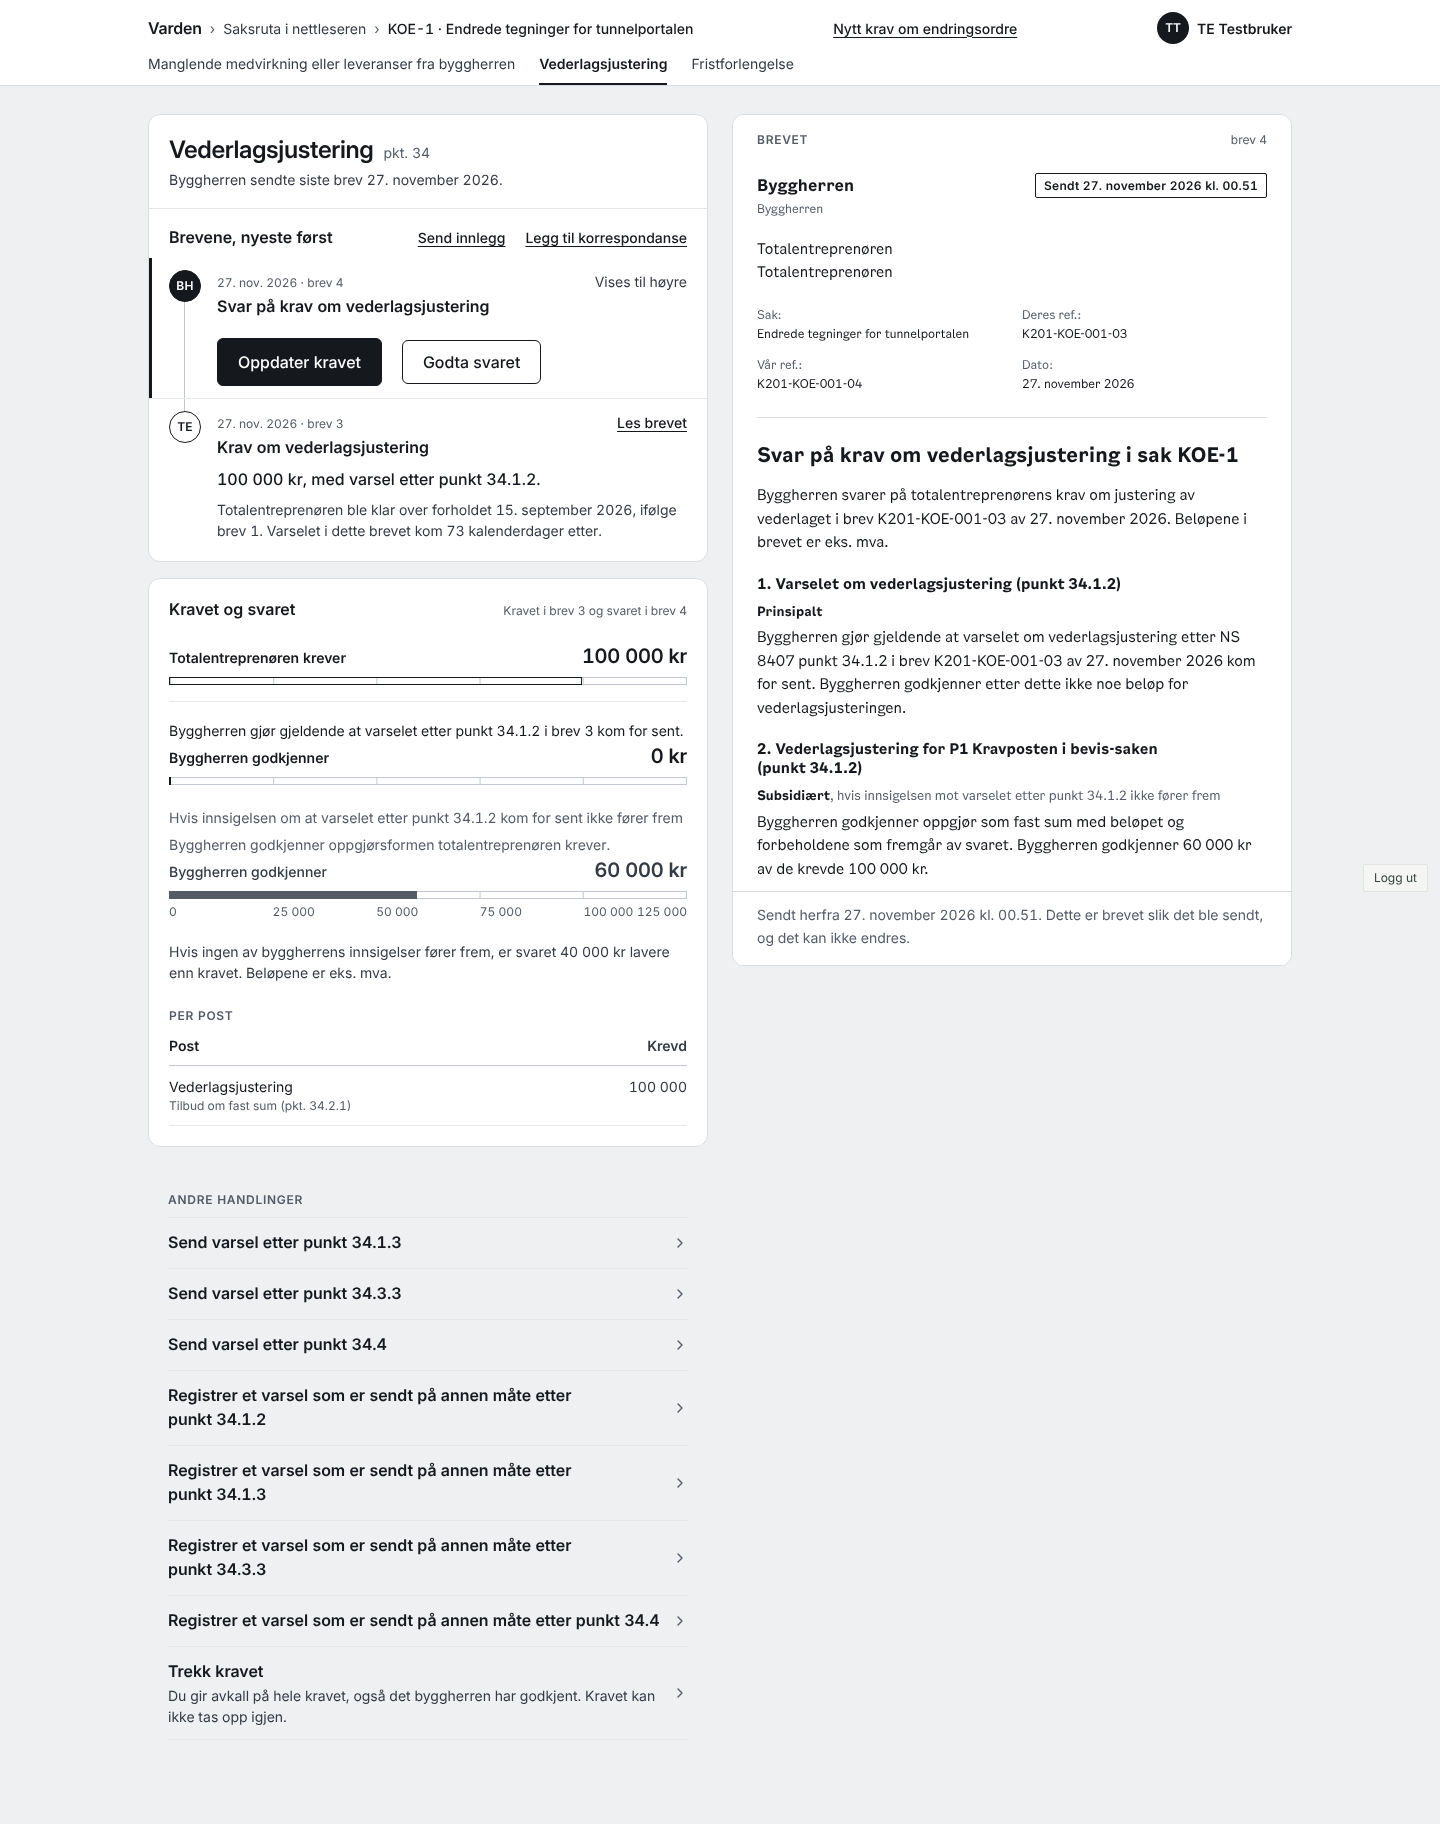 Varden › Saksruta i nettleseren › KOE-1 · Endrede tegninger for tunnelportalen
Nytt krav om endringsordre
TT TE Testbruker
Manglende medvirkning eller leveranser fra byggherren
Vederlagsjustering
Fristforlengelse
Vederlagsjustering pkt. 34
Byggherren sendte siste brev 27. november 2026.
Brevene, nyeste først
Send innlegg
Legg til korrespondanse
BH
27. nov. 2026 · brev 4
Vises til høyre
Svar på krav om vederlagsjustering
Oppdater kravet
Godta svaret
TE
27. nov. 2026 · brev 3
Les brevet
Krav om vederlagsjustering
100 000 kr, med varsel etter punkt 34.1.2.
Totalentreprenøren ble klar over forholdet 15. september 2026, ifølge
brev 1. Varselet i dette brevet kom 73 kalenderdager etter.
Kravet og svaret
Kravet i brev 3 og svaret i brev 4
Totalentreprenøren krever
100 000 kr
Byggherren gjør gjeldende at varselet etter punkt 34.1.2 i brev 3 kom for sent.
Byggherren godkjenner
0 kr
Hvis innsigelsen om at varselet etter punkt 34.1.2 kom for sent ikke fører frem
Byggherren godkjenner oppgjørsformen totalentreprenøren krever.
Byggherren godkjenner
60 000 kr
0 25 000 50 000 75 000 100 000 125 000
Hvis ingen av byggherrens innsigelser fører frem, er svaret 40 000 kr lavere
enn kravet. Beløpene er eks. mva.
PER POST
Post
Krevd
Vederlagsjustering
100 000
Tilbud om fast sum (pkt. 34.2.1)
ANDRE HANDLINGER
Send varsel etter punkt 34.1.3
Send varsel etter punkt 34.3.3
Send varsel etter punkt 34.4
Registrer et varsel som er sendt på annen måte etter
punkt 34.1.2
Registrer et varsel som er sendt på annen måte etter
punkt 34.1.3
Registrer et varsel som er sendt på annen måte etter
punkt 34.3.3
Registrer et varsel som er sendt på annen måte etter punkt 34.4
Trekk kravet
Du gir avkall på hele kravet, også det byggherren har godkjent. Kravet kan
ikke tas opp igjen.
BREVET
brev 4
Byggherren
Sendt 27. november 2026 kl. 00.51
Byggherren
Totalentreprenøren
Totalentreprenøren
Sak:
Endrede tegninger for tunnelportalen
Deres ref.:
K201-KOE-001-03
Vår ref.:
K201-KOE-001-04
Dato:
27. november 2026
Svar på krav om vederlagsjustering i sak KOE-1
Byggherren svarer på totalentreprenørens krav om justering av
vederlaget i brev K201-KOE-001-03 av 27. november 2026. Beløpene i
brevet er eks. mva.
1. Varselet om vederlagsjustering (punkt 34.1.2)
Prinsipalt
Byggherren gjør gjeldende at varselet om vederlagsjustering etter NS
8407 punkt 34.1.2 i brev K201-KOE-001-03 av 27. november 2026 kom
for sent. Byggherren godkjenner etter dette ikke noe beløp for
vederlagsjusteringen.
2. Vederlagsjustering for P1 Kravposten i bevis-saken
(punkt 34.1.2)
Subsidiært, hvis innsigelsen mot varselet etter punkt 34.1.2 ikke fører frem
Byggherren godkjenner oppgjør som fast sum med beløpet og
forbeholdene som fremgår av svaret. Byggherren godkjenner 60 000 kr
av de krevde 100 000 kr.
Sendt herfra 27. november 2026 kl. 00.51. Dette er brevet slik det ble sendt,
og det kan ikke endres.
Logg ut